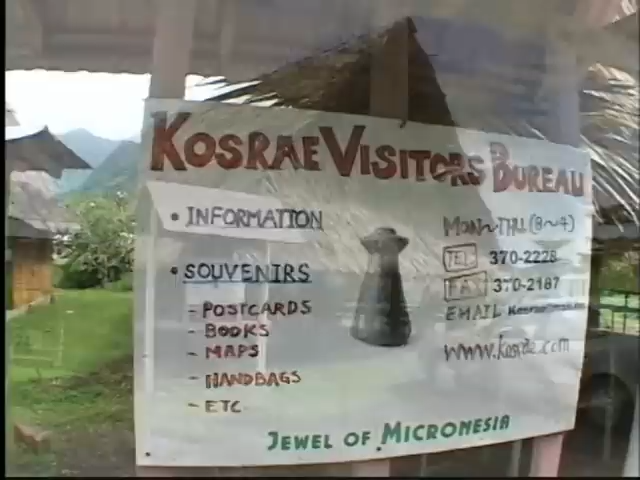 KOSRAE VISITORS BUREAU
• INFORMATION
• SOUVENIRS
- POSTCARDS
- BOOKS
- MAPS
- HANDBAGS
- ETC
MON~THU (8~4)
TEL 370-2228
FAX 370-2187
EMAIL
www.kosrae.com
JEWEL OF MICRONESIA